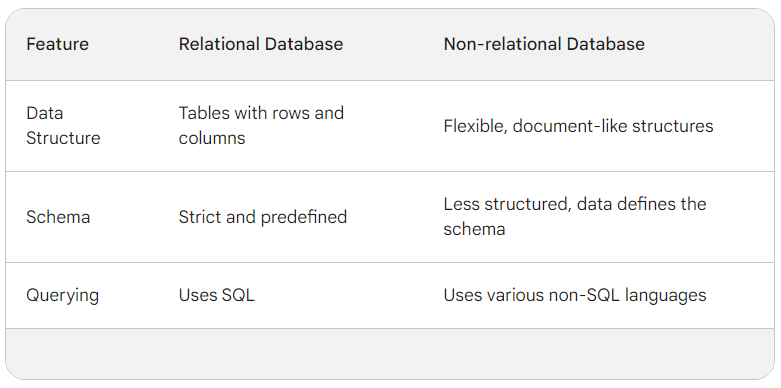 Feature Relational Database Non-relational Database
Data Structure Tables with rows and columns Flexible, document-like structures
Schema Strict and predefined Less structured, data defines the schema
Querying Uses SQL Uses various non-SQL languages